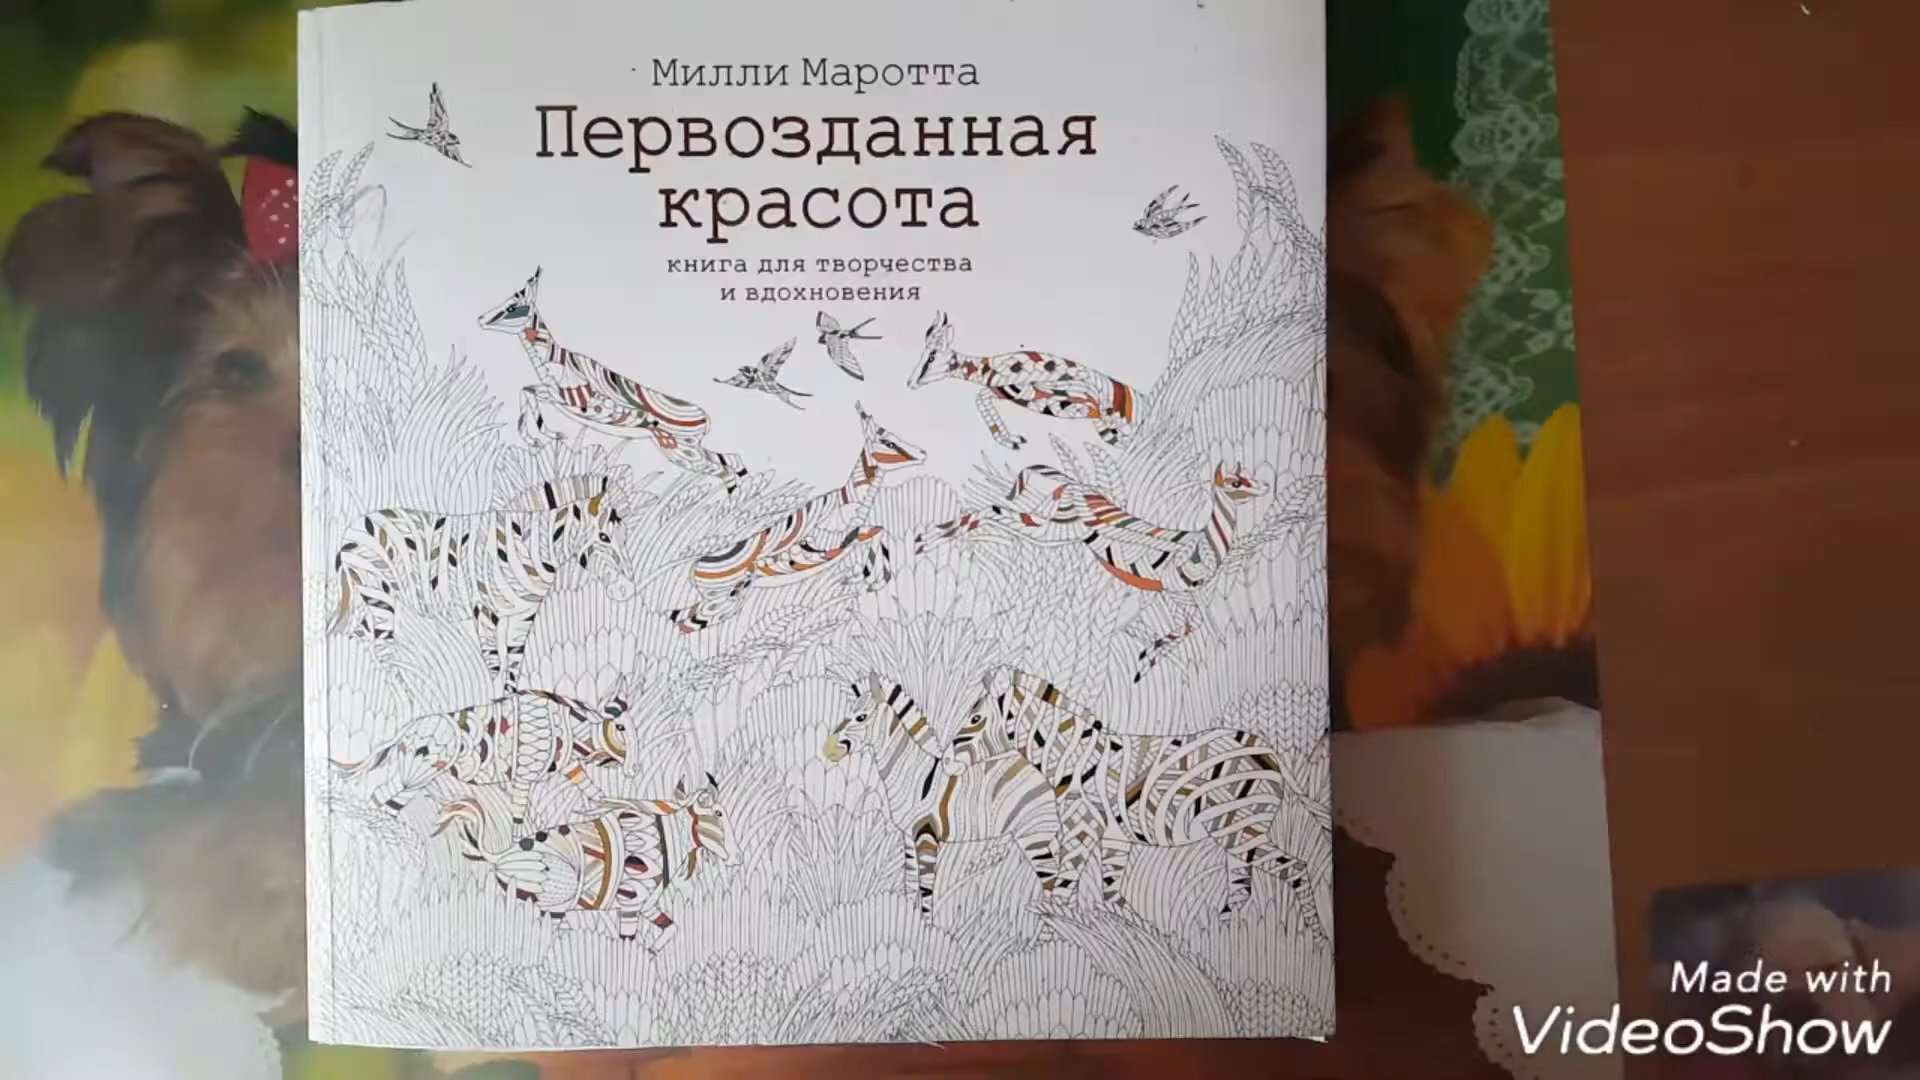 Милли Маротта
Первозданная
красота
книга для творчества
и вдохновения
Made with
VideoShow